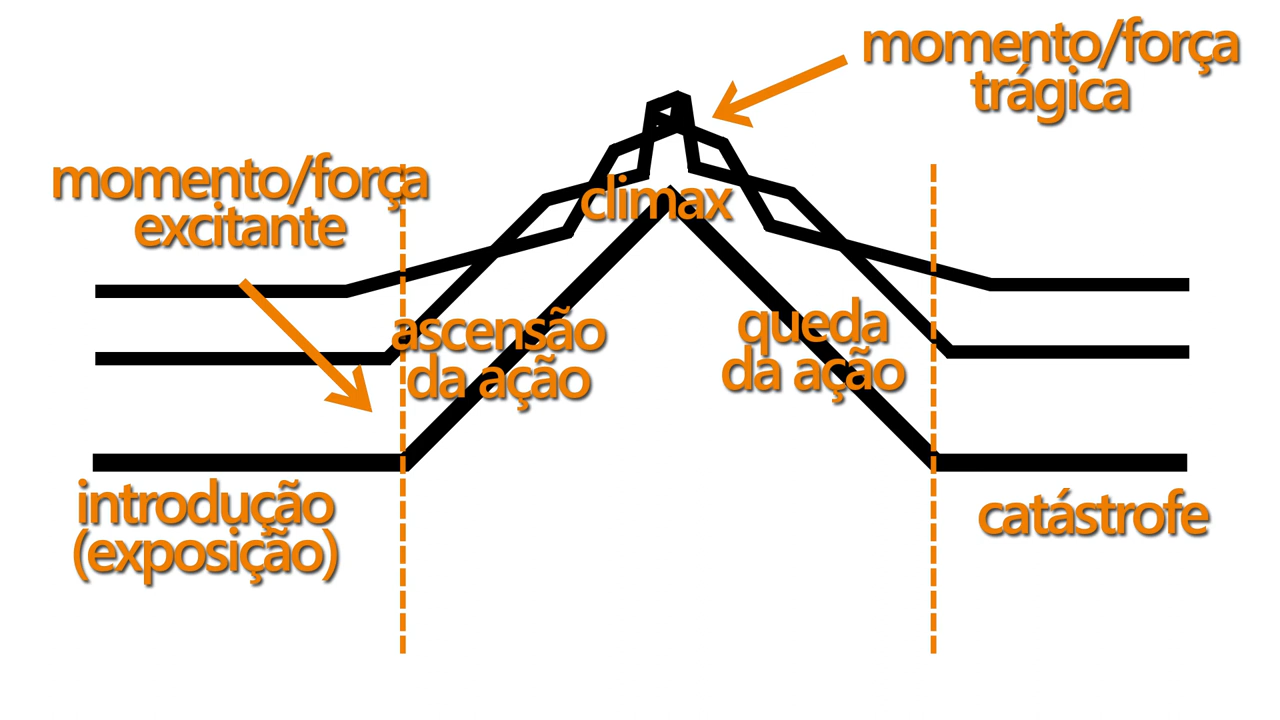 momento/força
trágica
momento/força
excitante
climax
ascensão
da ação
queda
da ação
introdução
(exposição)
catástrofe